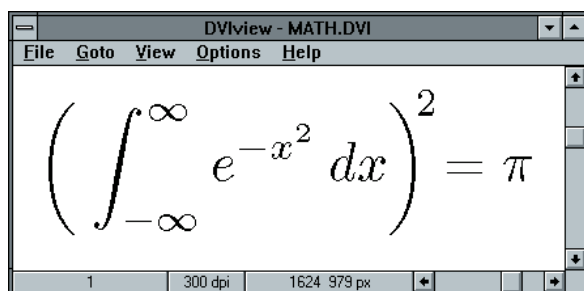 DVIview - MATH.DVI
File Goto View Options Help
(∫_{-∞}^{∞} e^{-x^2} dx)^2 = π
1 300 dpi 1624 979 px